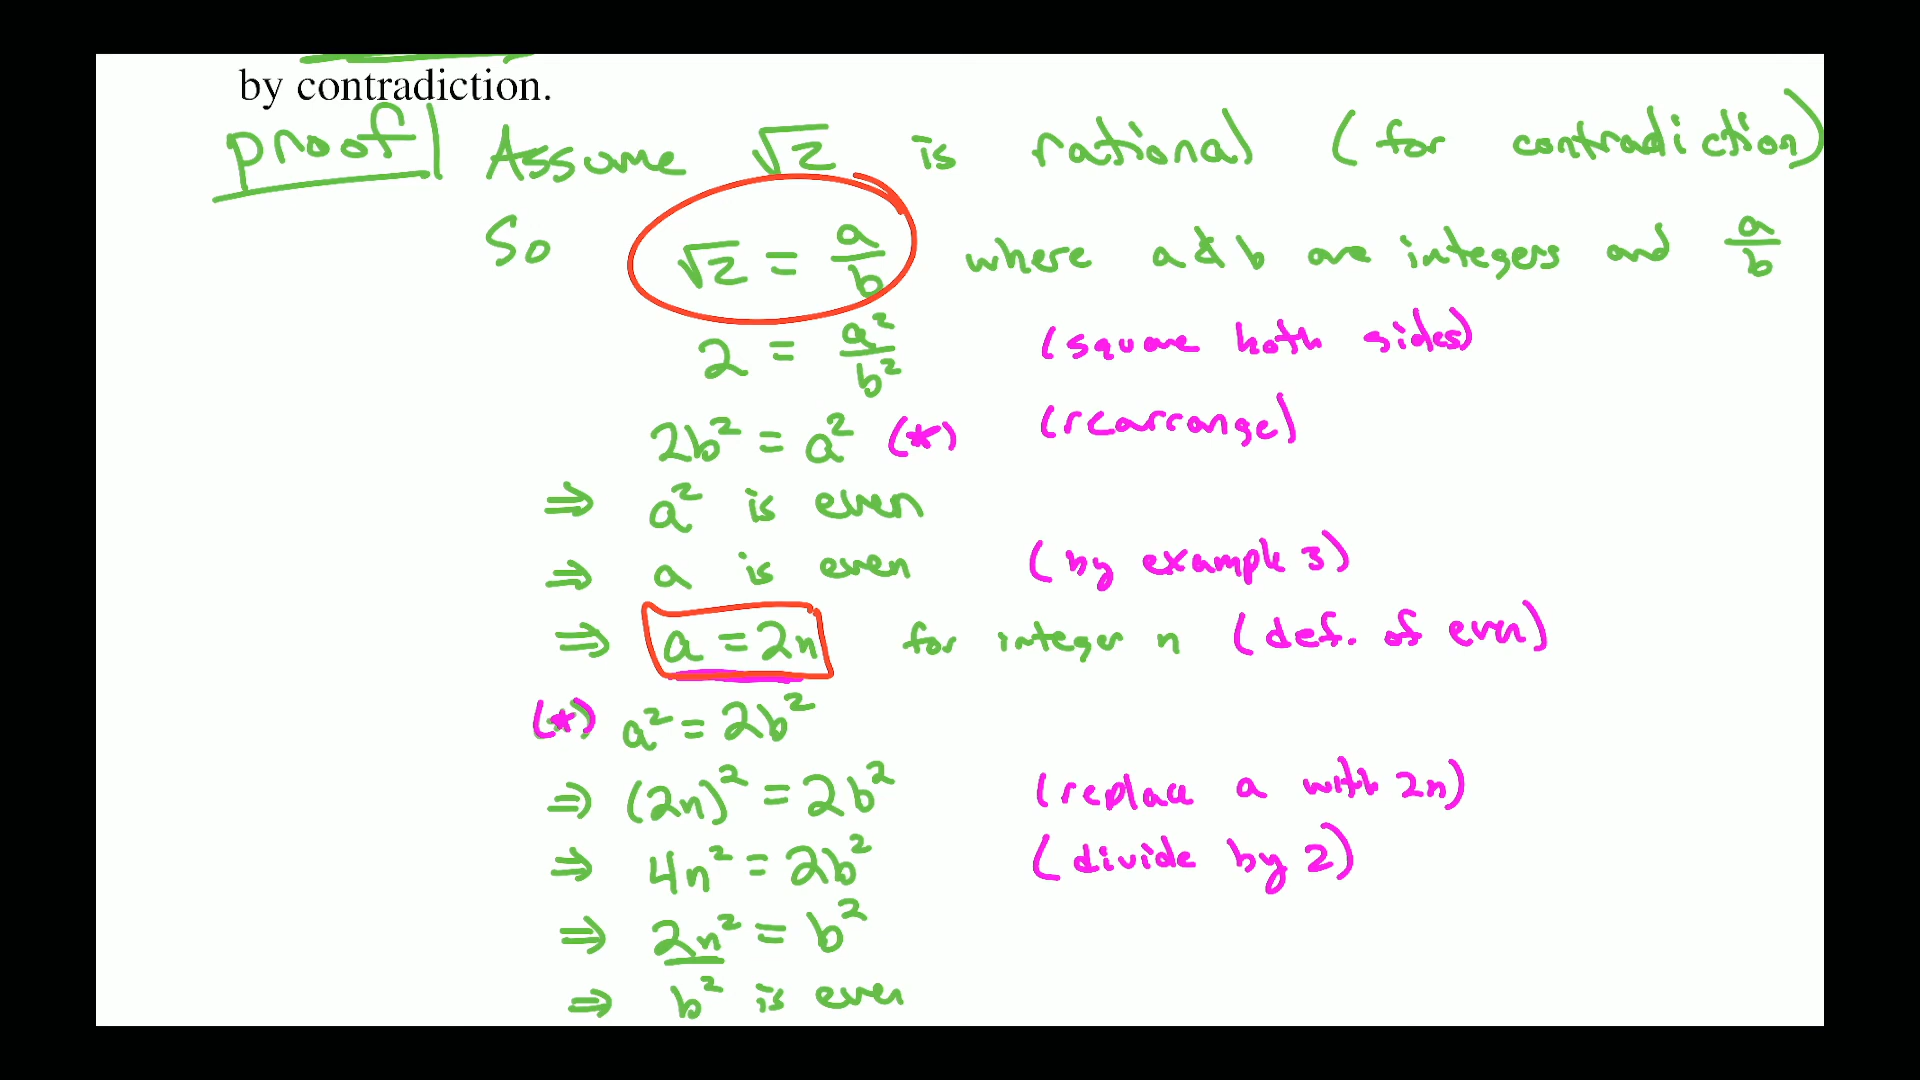 by contradiction.
proof Assume √2 is rational (for contradiction)
So √2 = a/b where a & b are integers and a/b
2 = a²/b² (square both sides)
2b² = a² (*) (rearrange)
⇒ a² is even
⇒ a is even (by example 3)
⇒ a = 2n for integer n (def. of even)
(*) a² = 2b²
⇒ (2n)² = 2b² (replace a with 2n)
⇒ 4n² = 2b² (divide by 2)
⇒ 2n² = b²
⇒ b² is even